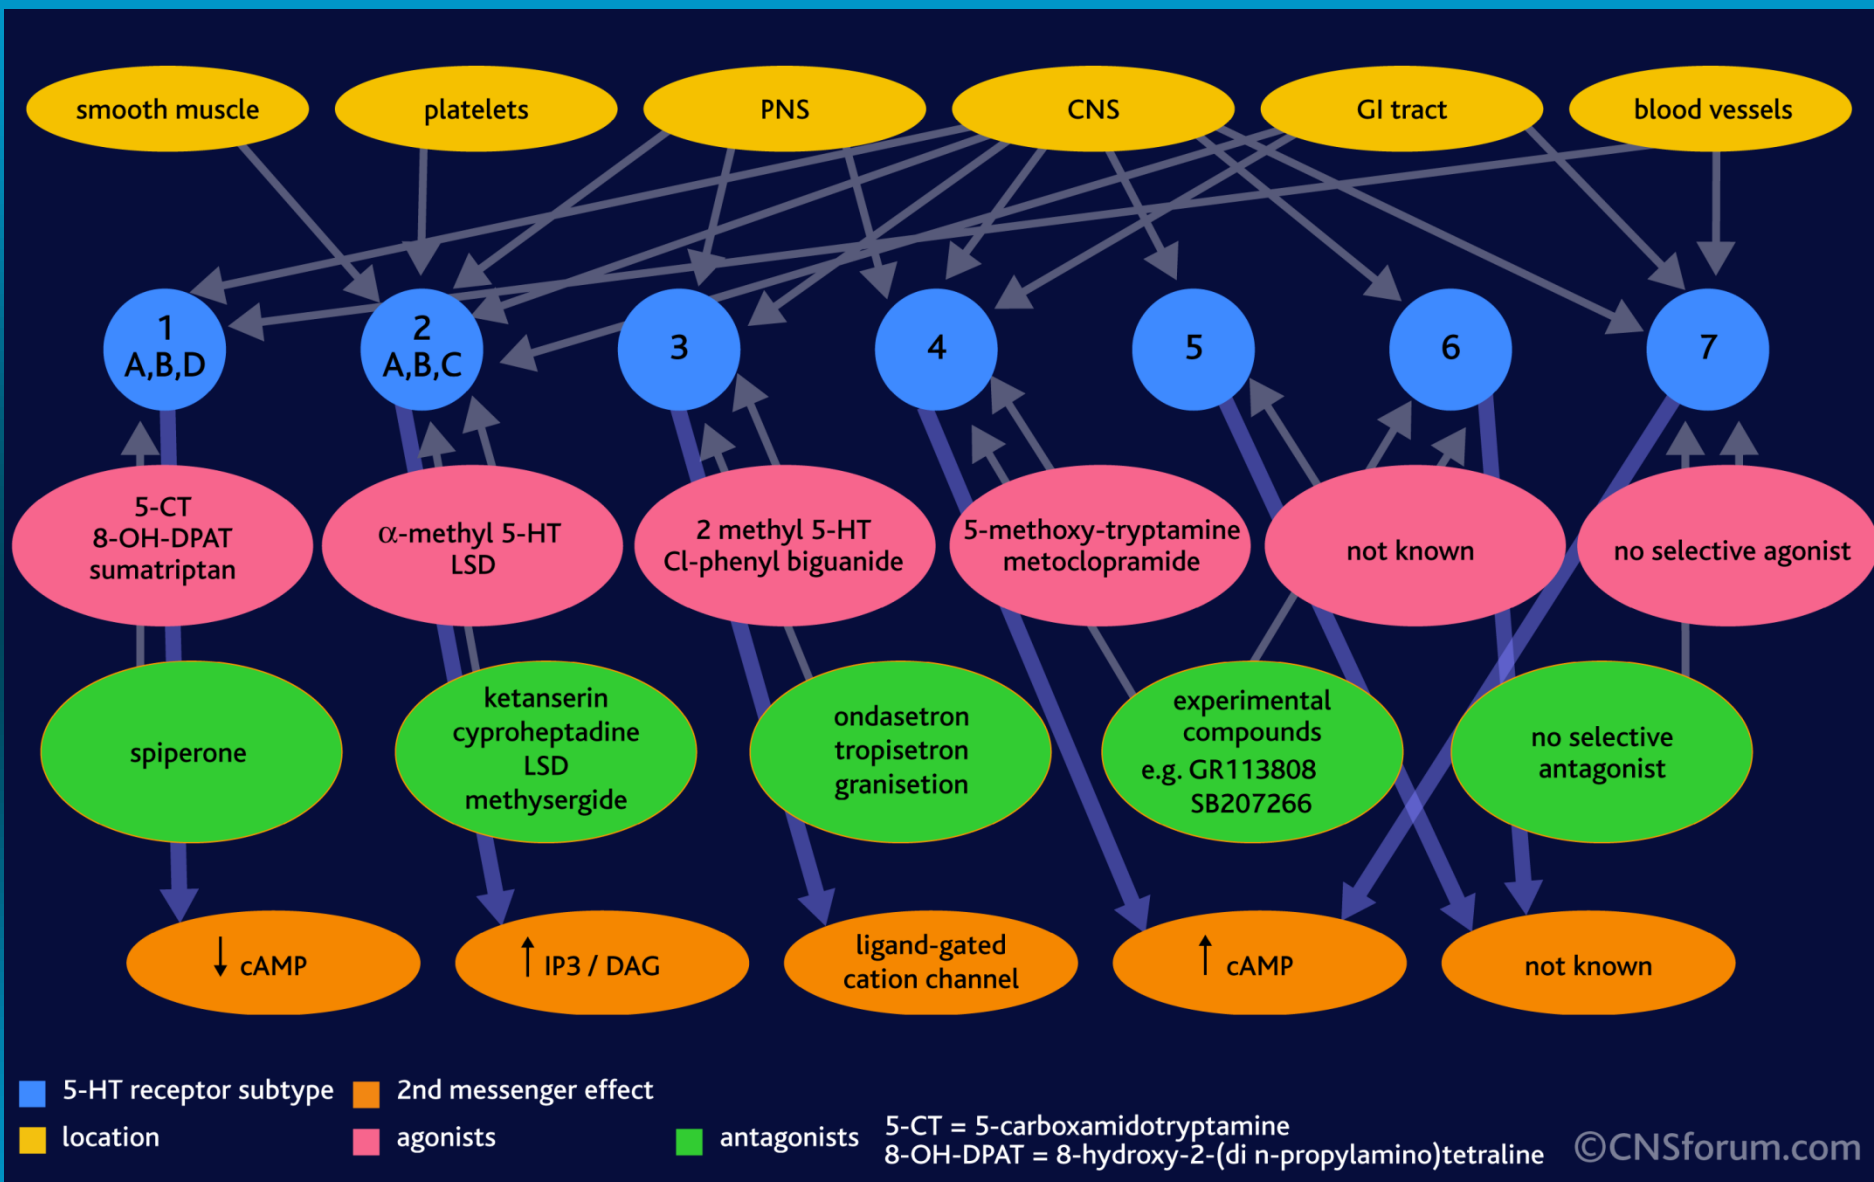 smooth muscle
platelets
PNS
CNS
GI tract
blood vessels
1
A,B,D
2
A,B,C
3
4
5
6
7
5-CT
8-OH-DPAT
sumatriptan
α-methyl 5-HT
LSD
2 methyl 5-HT
Cl-phenyl biguanide
5-methoxy-tryptamine
metoclopramide
not known
no selective agonist
spiperone
ketanserin
cyproheptadine
LSD
methysergide
ondasetron
tropisetron
granisetion
experimental
compounds
e.g. GR113808
SB207266
no selective
antagonist
↓ cAMP
↑ IP3 / DAG
ligand-gated
cation channel
↑ cAMP
not known
5-HT receptor subtype
2nd messenger effect
location
agonists
antagonists
5-CT = 5-carboxamidotryptamine
8-OH-DPAT = 8-hydroxy-2-(di n-propylamino)tetraline
©CNSforum.com